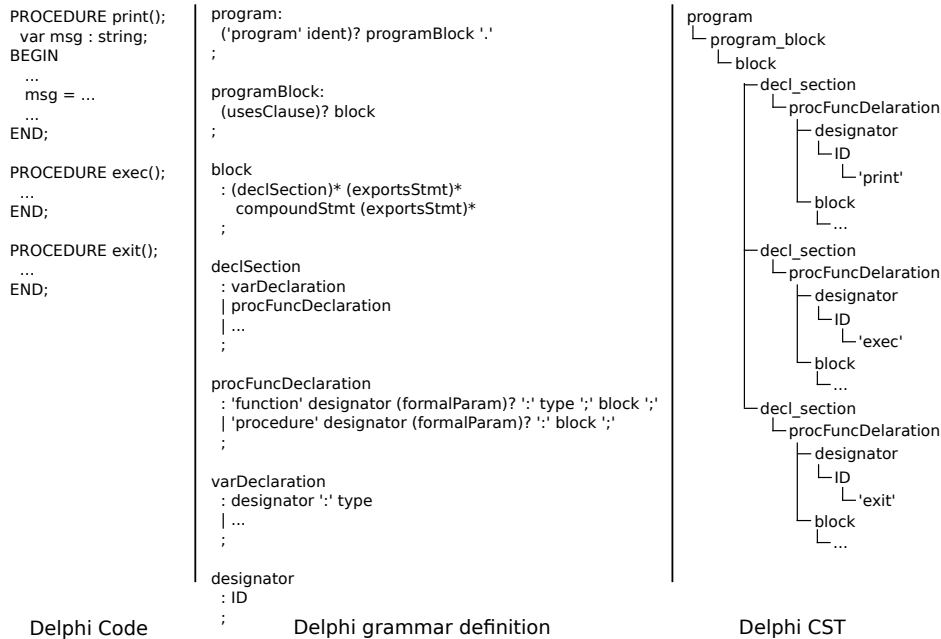 PROCEDURE print();
var msg : string;
BEGIN
...
msg = ...
...
END;
PROCEDURE exec();
...
END;
PROCEDURE exit();
...
END;
Delphi Code
program:
('program' ident)? programBlock '.'
;
programBlock:
(usesClause)? block
;
block
: (declSection)* (exportsStmt)*
compoundStmt (exportsStmt)*
;
declSection
: varDeclaration
| procFuncDeclaration
| ...
;
procFuncDeclaration
: 'function' designator (formalParam)? ':' type ';' block ';'
| 'procedure' designator (formalParam)? ':' block ';'
;
varDeclaration
: designator ':' type
| ...
;
designator
: ID
;
Delphi grammar definition
program
program_block
block
decl_section
procFuncDelaration
designator
ID
'print'
block
...
decl_section
procFuncDelaration
designator
ID
'exec'
block
...
decl_section
procFuncDelaration
designator
ID
'exit'
block
...
Delphi CST